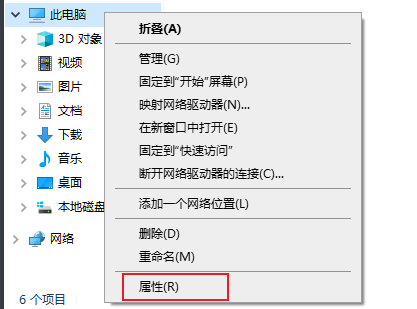 此电脑
3D 对象
视频
图片
文档
下载
音乐
桌面
本地磁盘
网络
6 个项目
折叠(A)
管理(G)
固定到"开始"屏幕(P)
映射网络驱动器(N)...
在新窗口中打开(E)
固定到"快速访问"
断开网络驱动器的连接(C)...
添加一个网络位置(L)
删除(D)
重命名(M)
属性(R)